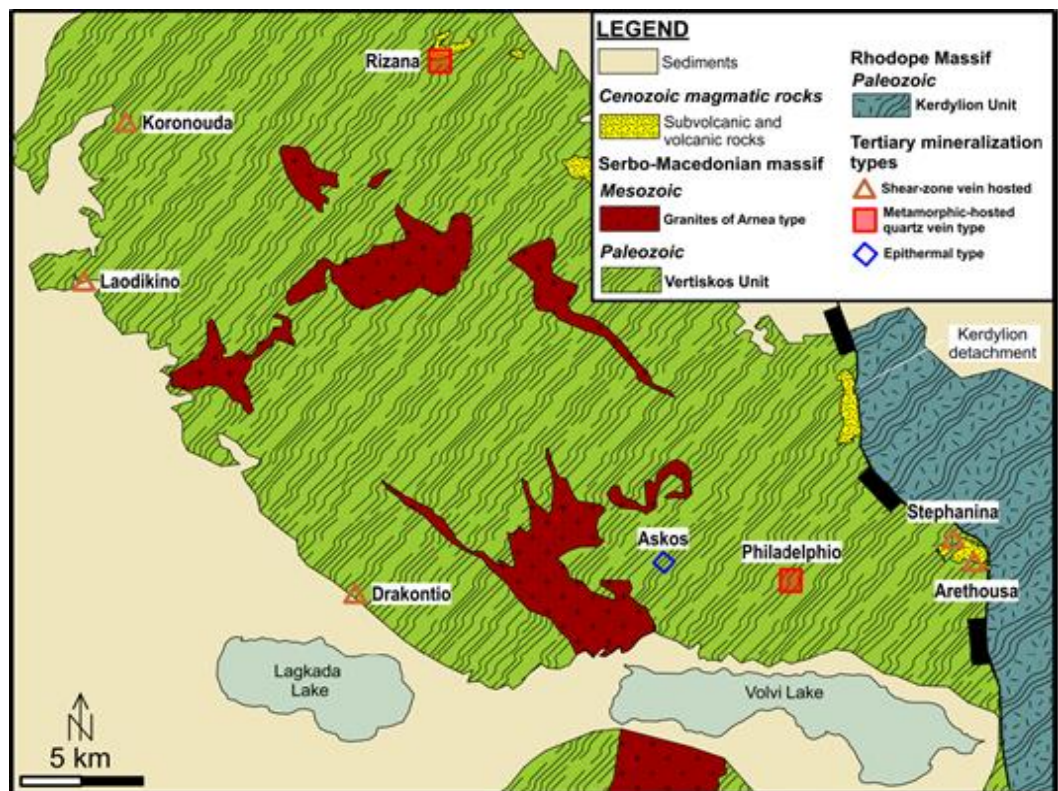 LEGEND
Sediments
Cenozoic magmatic rocks
Subvolcanic and
volcanic rocks
Serbo-Macedonian massif
Mesozoic
Granites of Arnea type
Paleozoic
Vertiskos Unit
Rhodope Massif
Paleozoic
Kerdylion Unit
Tertiary mineralization
types
Shear-zone vein hosted
Metamorphic-hosted
quartz vein type
Epithermal type
Rizana
Koronouda
Laodikino
Kerdylion
detachment
Stephanina
Askos
Philadelphio
Arethousa
Drakontio
Lagkada
Lake
Volvi Lake
N
5 km